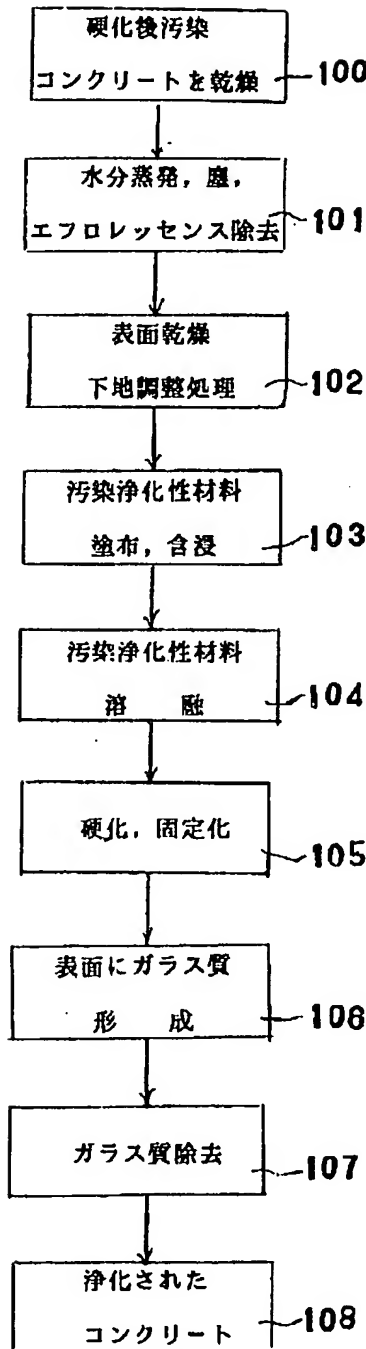 硬化後汚染
コンクリートを乾燥
100
水分蒸発,塵,
エフロレッセンス除去
101
表面乾燥
下地調整処理
102
汚染浄化性材料
塗布,含浸
103
汚染浄化性材料
溶 融
104
硬化,固定化
105
表面にガラス質
形 成
106
ガラス質除去
107
浄化された
コンクリート
108